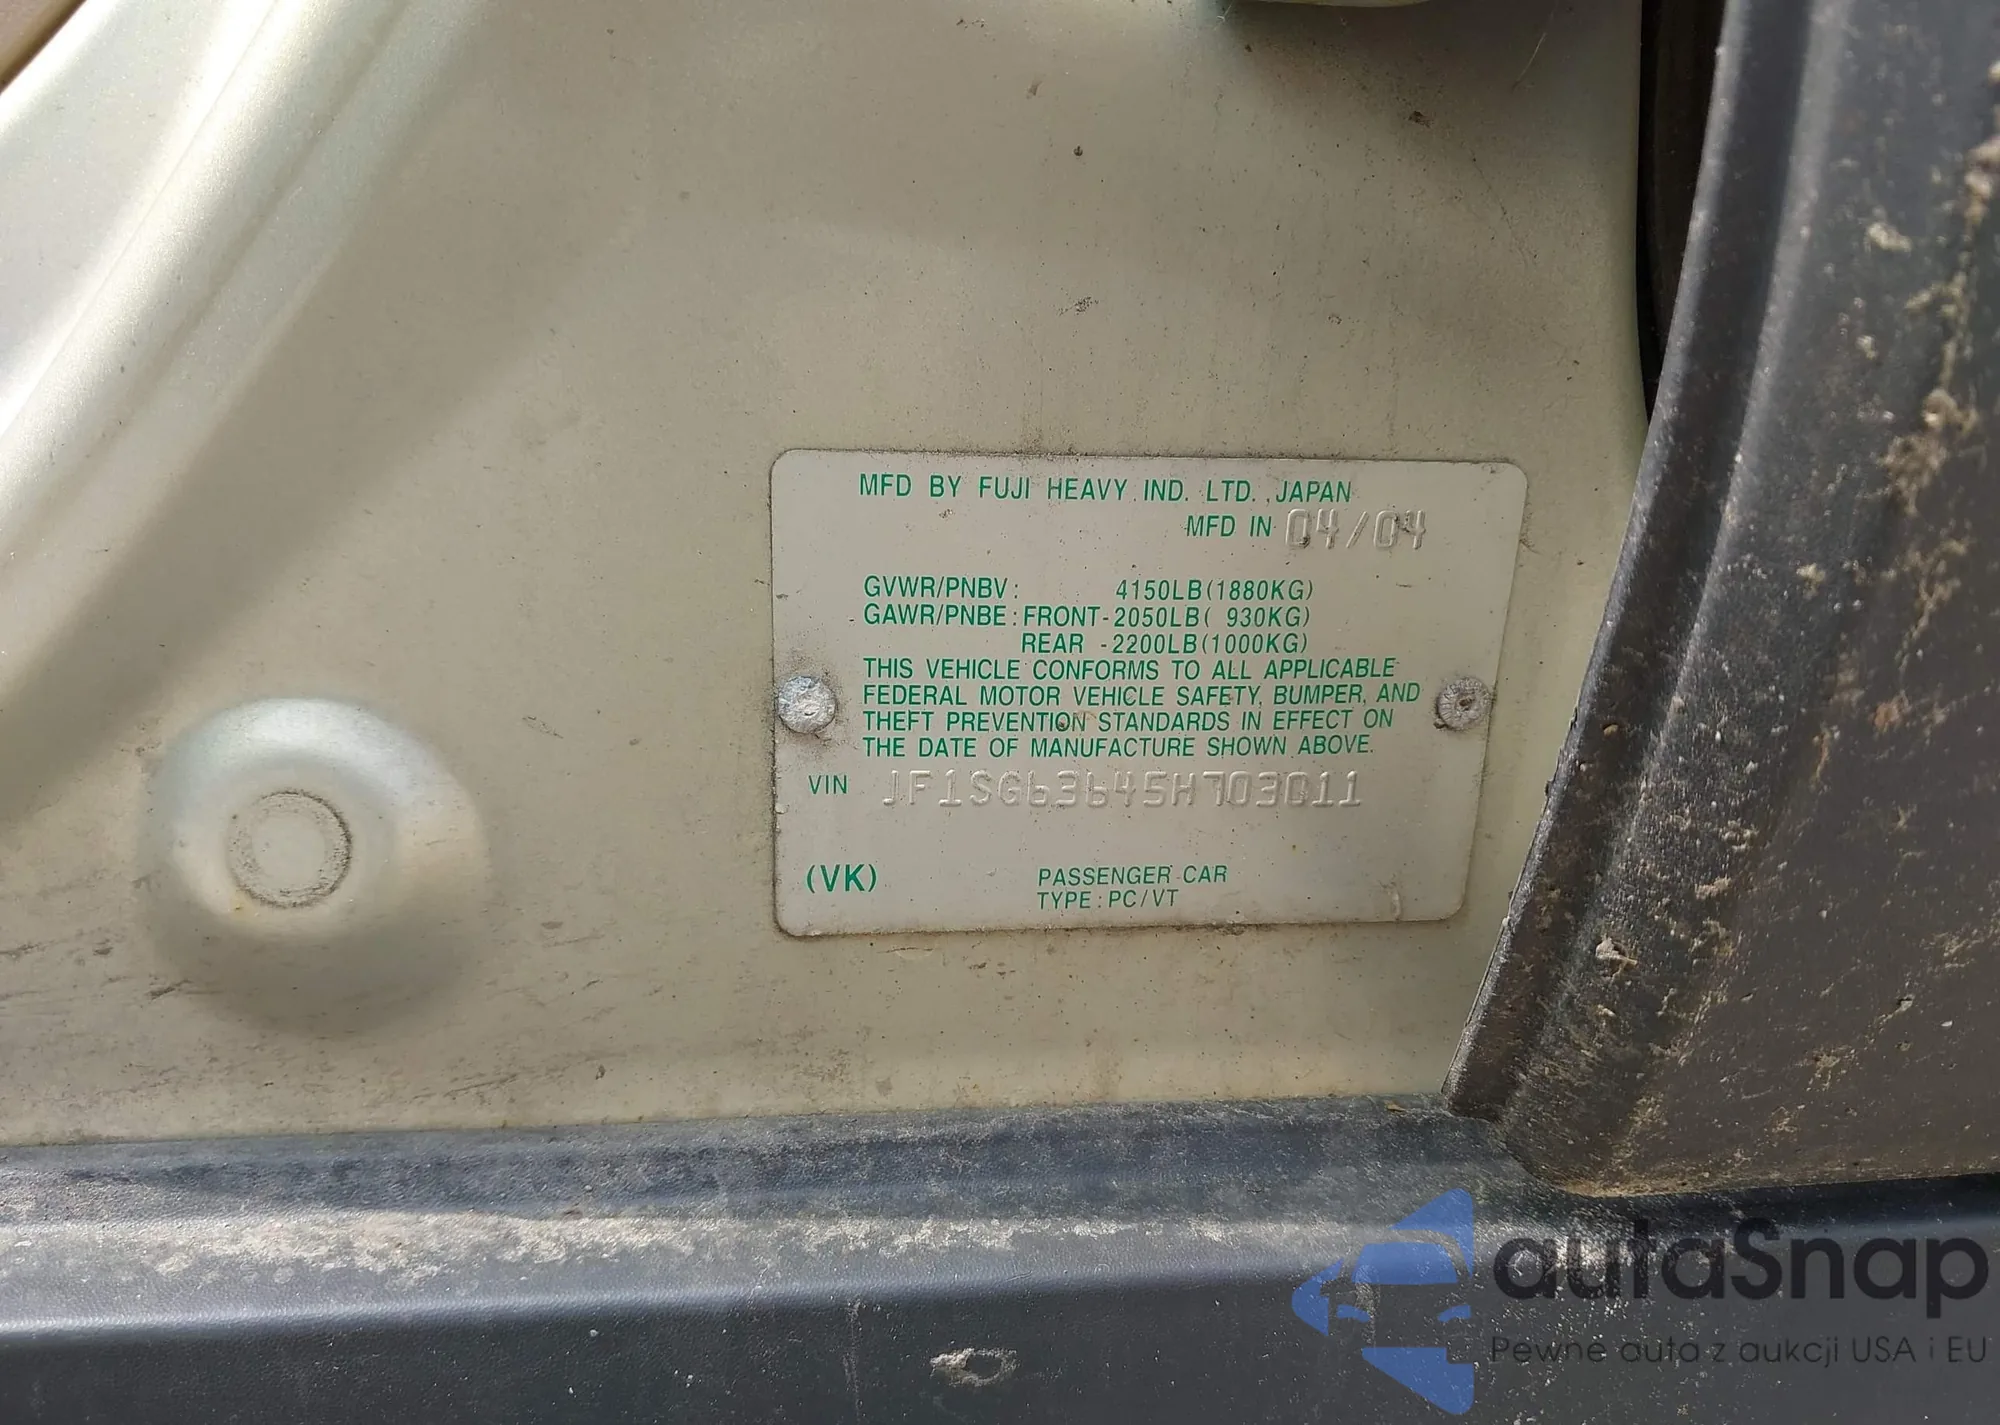 MFD BY FUJI HEAVY IND. LTD. JAPAN
MFD IN 04/04
GVWR/PNBV: 4150LB(1880KG)
GAWR/PNBE: FRONT-2050LB( 930KG)
REAR -2200LB(1000KG)
THIS VEHICLE CONFORMS TO ALL APPLICABLE
FEDERAL MOTOR VEHICLE SAFETY, BUMPER, AND
THEFT PREVENTION STANDARDS IN EFFECT ON
THE DATE OF MANUFACTURE SHOWN ABOVE.
VIN JF1SG63645H703011
(VK) PASSENGER CAR
TYPE: PC/VT
autaSnap
Pewne auta z aukcji USA i EU